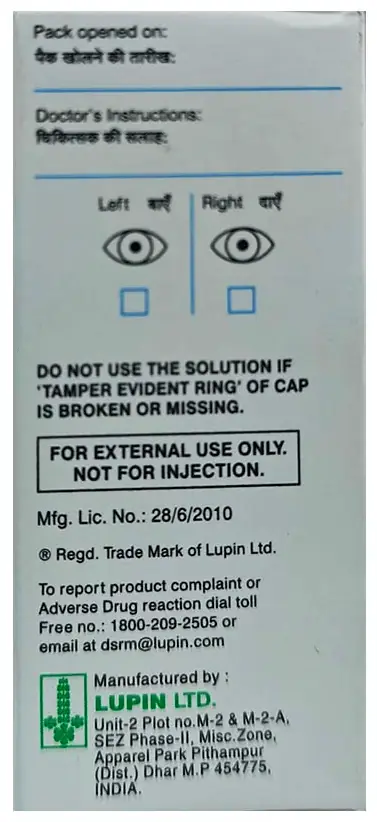 Pack opened on:
पैक खोलने की तारीख:
Doctor's Instructions:
चिकित्सक की सलाह:
Left बाएँ Right दाएँ
DO NOT USE THE SOLUTION IF
'TAMPER EVIDENT RING' OF CAP
IS BROKEN OR MISSING.
FOR EXTERNAL USE ONLY.
NOT FOR INJECTION.
Mfg. Lic. No.: 28/6/2010
® Regd. Trade Mark of Lupin Ltd.
To report product complaint or
Adverse Drug reaction dial toll
Free no.: 1800-209-2505 or
email at dsrm@lupin.com
Manufactured by :
LUPIN LTD.
Unit-2 Plot no.M-2 & M-2-A,
SEZ Phase-II, Misc.Zone,
Apparel Park Pithampur
(Dist.) Dhar M.P 454775,
INDIA.